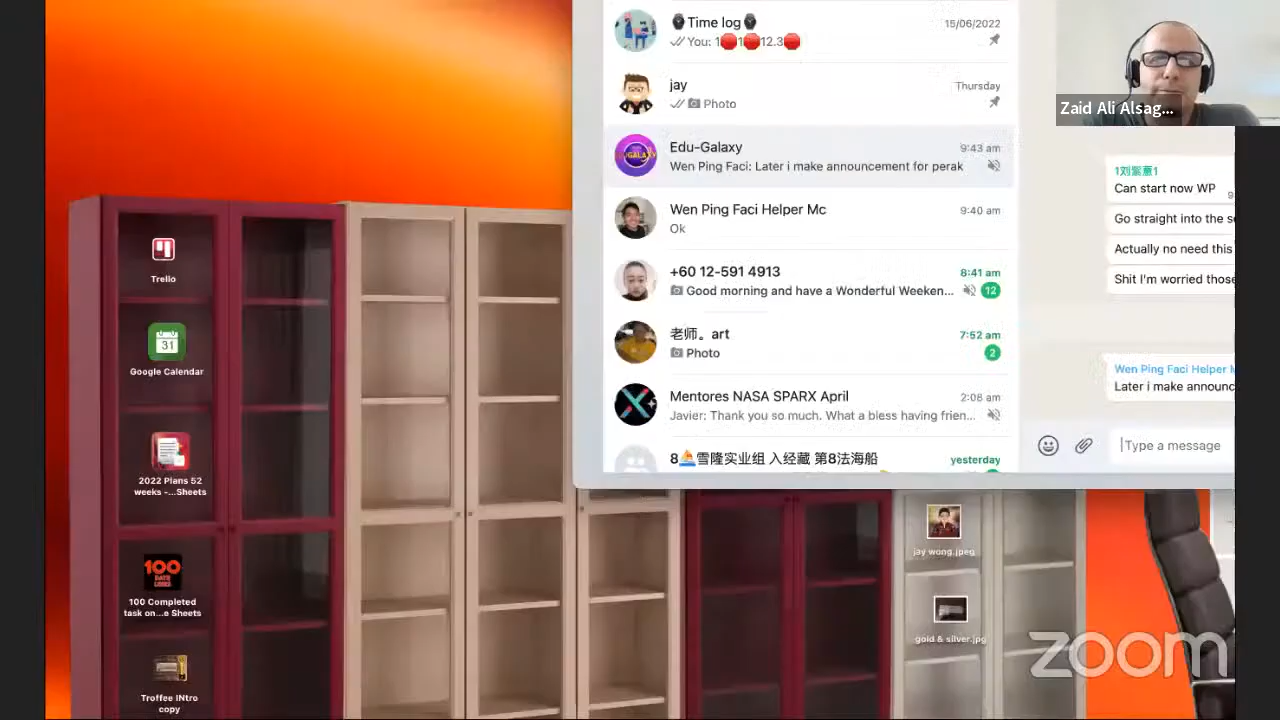 ⌚Time log⌚
15/06/2022
You: 1🛑1🛑12.3🛑
jay
Thursday
Photo
Edu-Galaxy
9:43 am
Wen Ping Faci: Later i make announcement for perak
Wen Ping Faci Helper Mc
9:40 am
Ok
+60 12-591 4913
8:41 am
Good morning and have a Wonderful Weeken...
12
老师。art
7:52 am
Photo
2
Mentores NASA SPARX April
2:08 am
Javier: Thank you so much. What a bless having frien...
8⛵雪隆实业组 入经藏 第8法海船
yesterday
Zaid Ali Alsag...
Can start now WP
Go straight into the s
Actually no need this
Shit I'm worried those
Wen Ping Faci Helper M
Later i make announc
Type a message
Trello
31
Google Calendar
2022 Plans 52
weeks -...Sheets
100
100 Completed
task on...e Sheets
Troffee INtro
copy
jay wong.jpeg
gold & silver.jpg
zoom